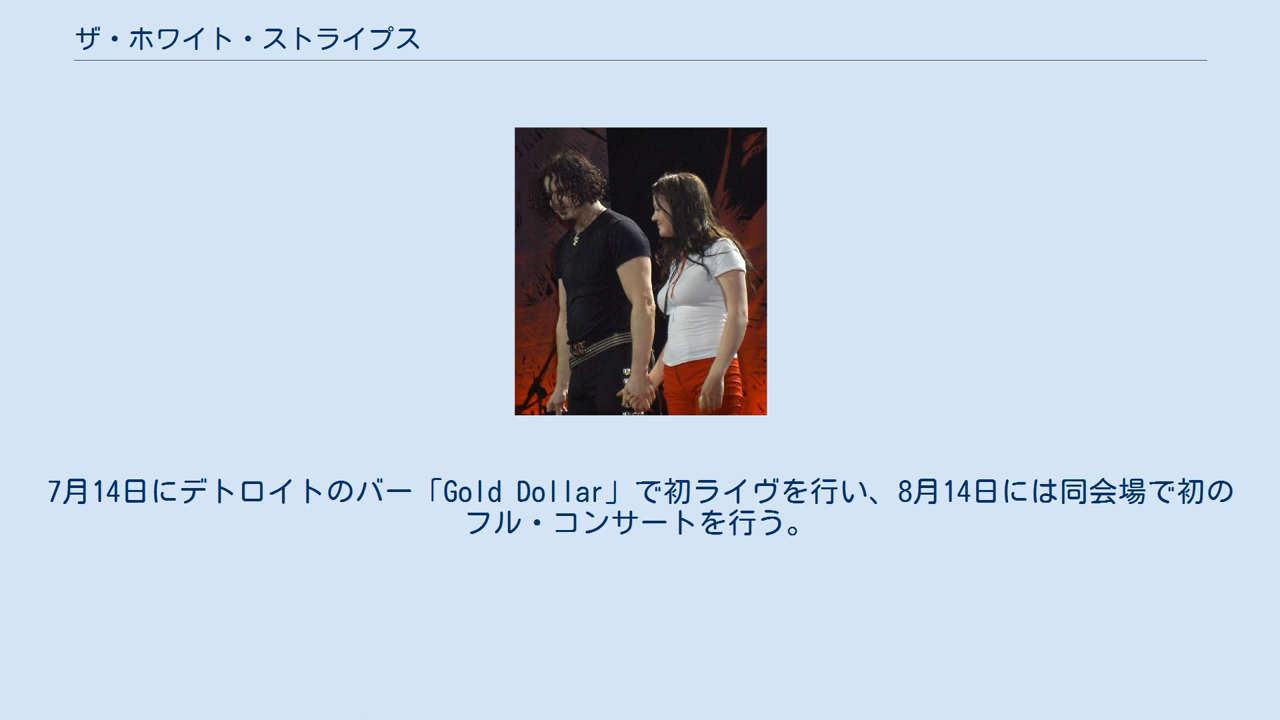 ザ・ホワイト・ストライプス
7月14日にデトロイトのバー「Gold Dollar」で初ライヴを行い、8月14日には同会場で初の
フル・コンサートを行う。